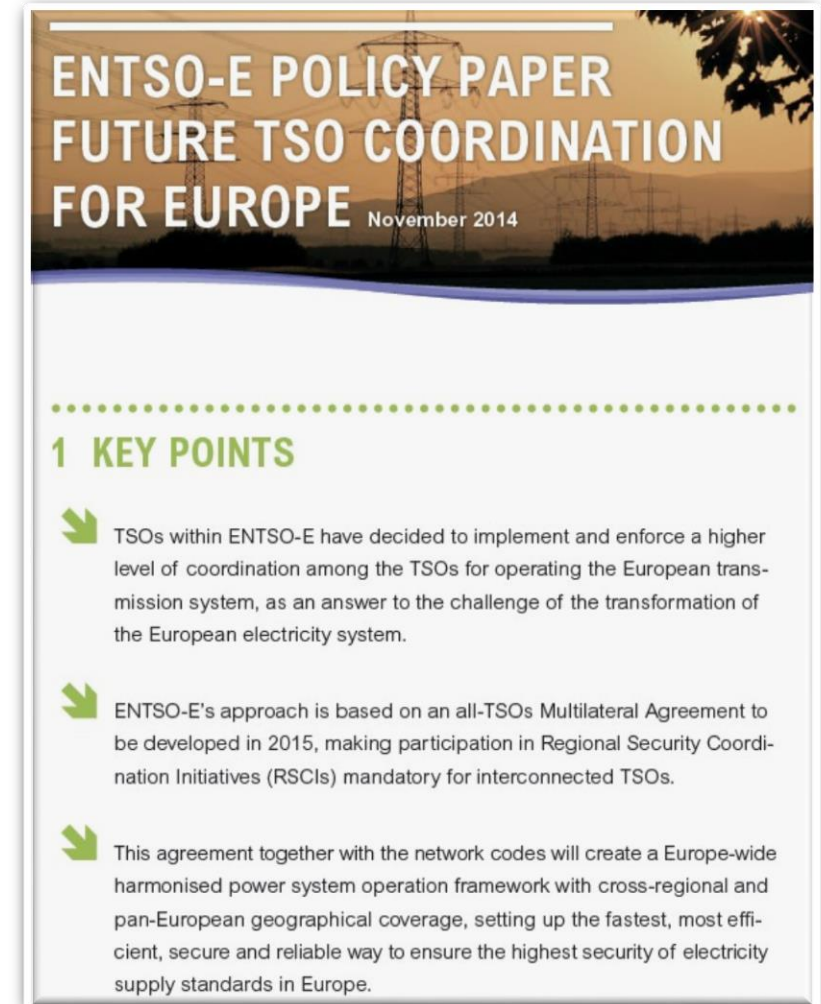 ENTSO-E POLICY PAPER
FUTURE TSO COORDINATION
FOR EUROPE November 2014
1 KEY POINTS
TSOs within ENTSO-E have decided to implement and enforce a higher
level of coordination among the TSOs for operating the European trans-
mission system, as an answer to the challenge of the transformation of
the European electricity system.
ENTSO-E's approach is based on an all-TSOs Multilateral Agreement to
be developed in 2015, making participation in Regional Security Coordi-
nation Initiatives (RSCIs) mandatory for interconnected TSOs.
This agreement together with the network codes will create a Europe-wide
harmonised power system operation framework with cross-regional and
pan-European geographical coverage, setting up the fastest, most effi-
cient, secure and reliable way to ensure the highest security of electricity
supply standards in Europe.